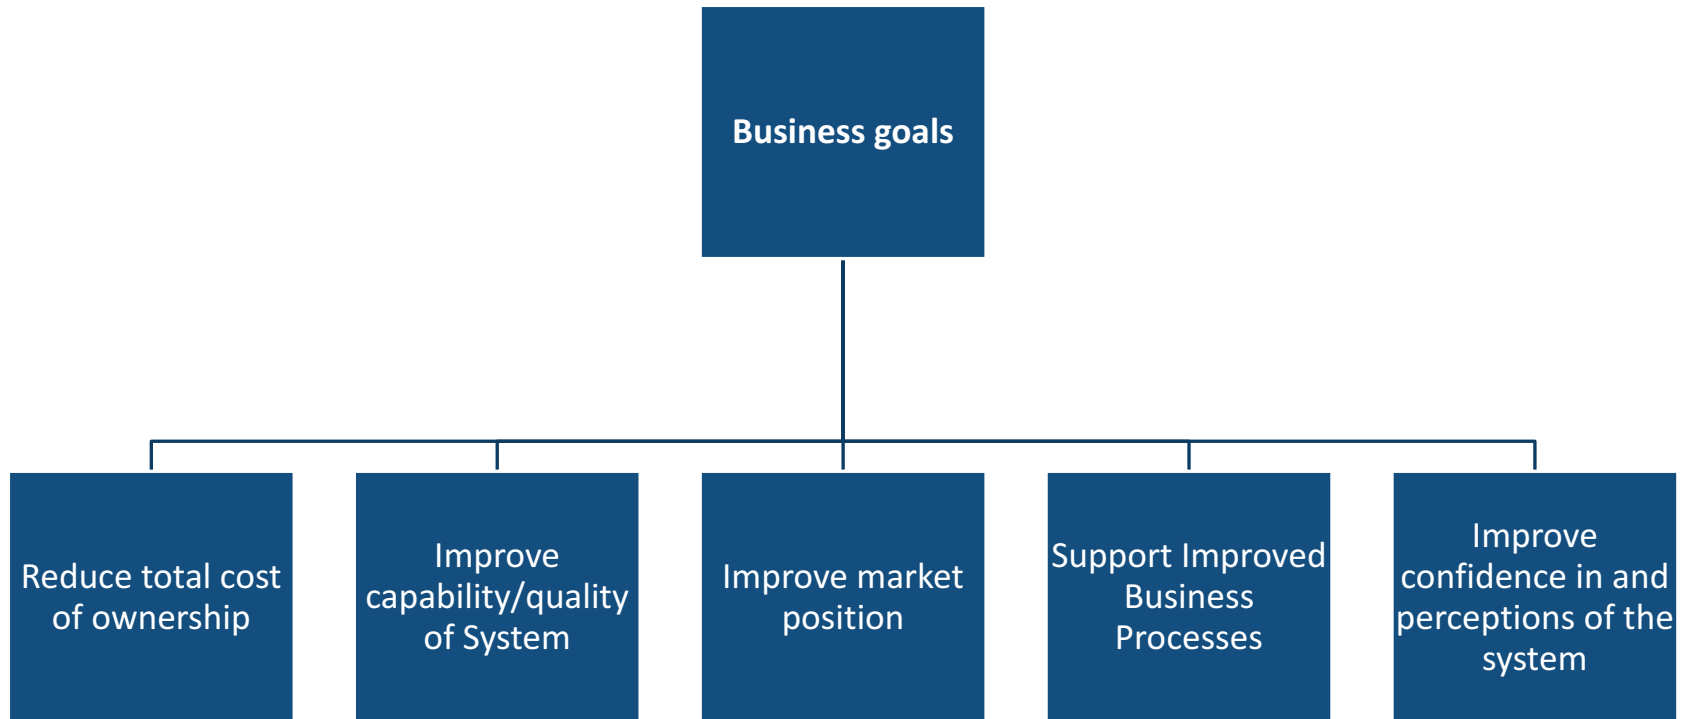 Business goals
Reduce total cost
of ownership
Improve
capability/quality
of System
Improve market
position
Support Improved
Business
Processes
Improve
confidence in and
perceptions of the
system